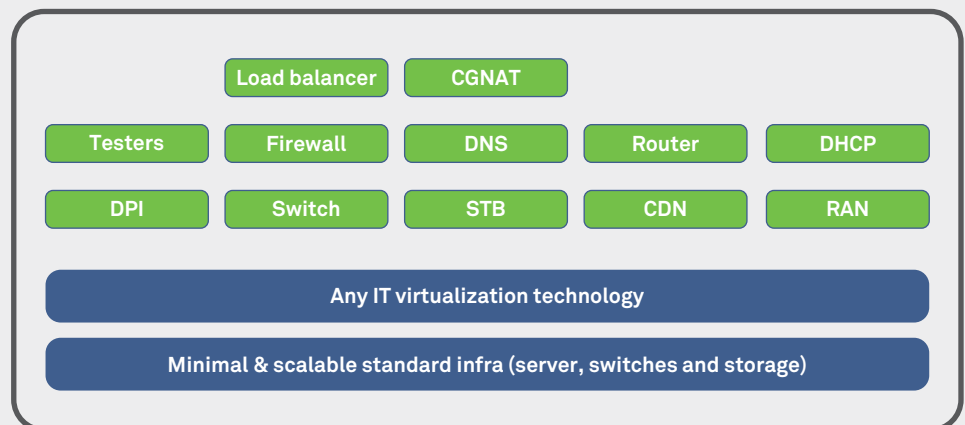 Load balancer
CGNAT
Testers
Firewall
DNS
Router
DHCP
DPI
Switch
STB
CDN
RAN
Any IT virtualization technology
Minimal & scalable standard infra (server, switches and storage)